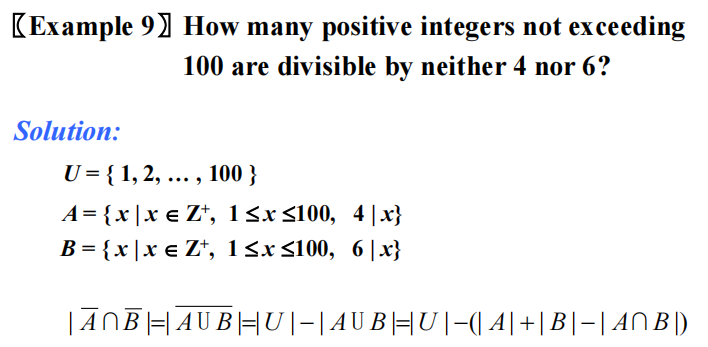 〖Example 9〗 How many positive integers not exceeding
100 are divisible by neither 4 nor 6?
Solution:
U = { 1, 2, … , 100 }
A = { x | x ∈ Z⁺, 1 ≤ x ≤100, 4 | x}
B = { x | x ∈ Z⁺, 1 ≤ x ≤100, 6 | x}
| A̅ ∩ B̅ |=| A̅ ̅U̅ ̅B̅ |=| U | − | A U B |=| U | −(| A | + | B | − | A ∩ B |)